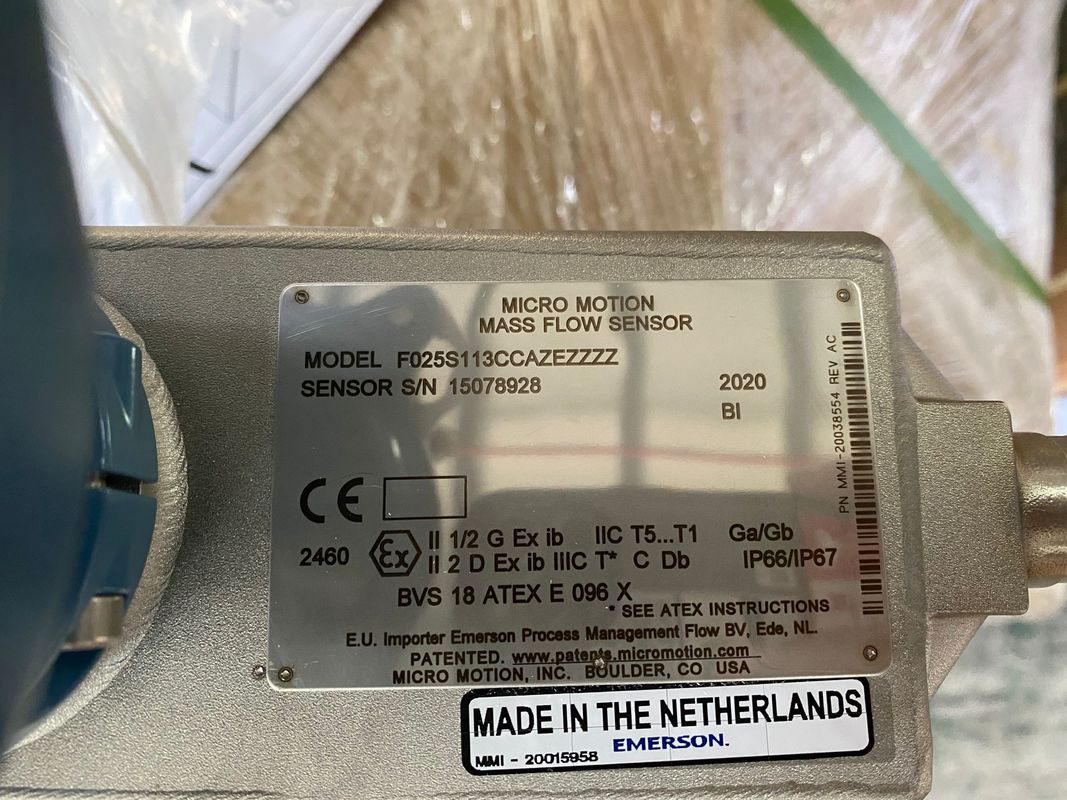 MICRO MOTION
MASS FLOW SENSOR
MODEL F025S113CCAZEZZZZ
SENSOR S/N 15078928
2020
BI
PN MMI-20038554 REV AC
CE
2460 Ex II 1/2 G Ex ib IIC T5...T1 Ga/Gb
II 2 D Ex ib IIIC T* C Db IP66/IP67
BVS 18 ATEX E 096 X
* SEE ATEX INSTRUCTIONS
E.U. Importer Emerson Process Management Flow BV, Ede, NL.
PATENTED. www.patents.micromotion.com
MICRO MOTION, INC. BOULDER, CO USA
MADE IN THE NETHERLANDS
EMERSON.
MMI - 20015958